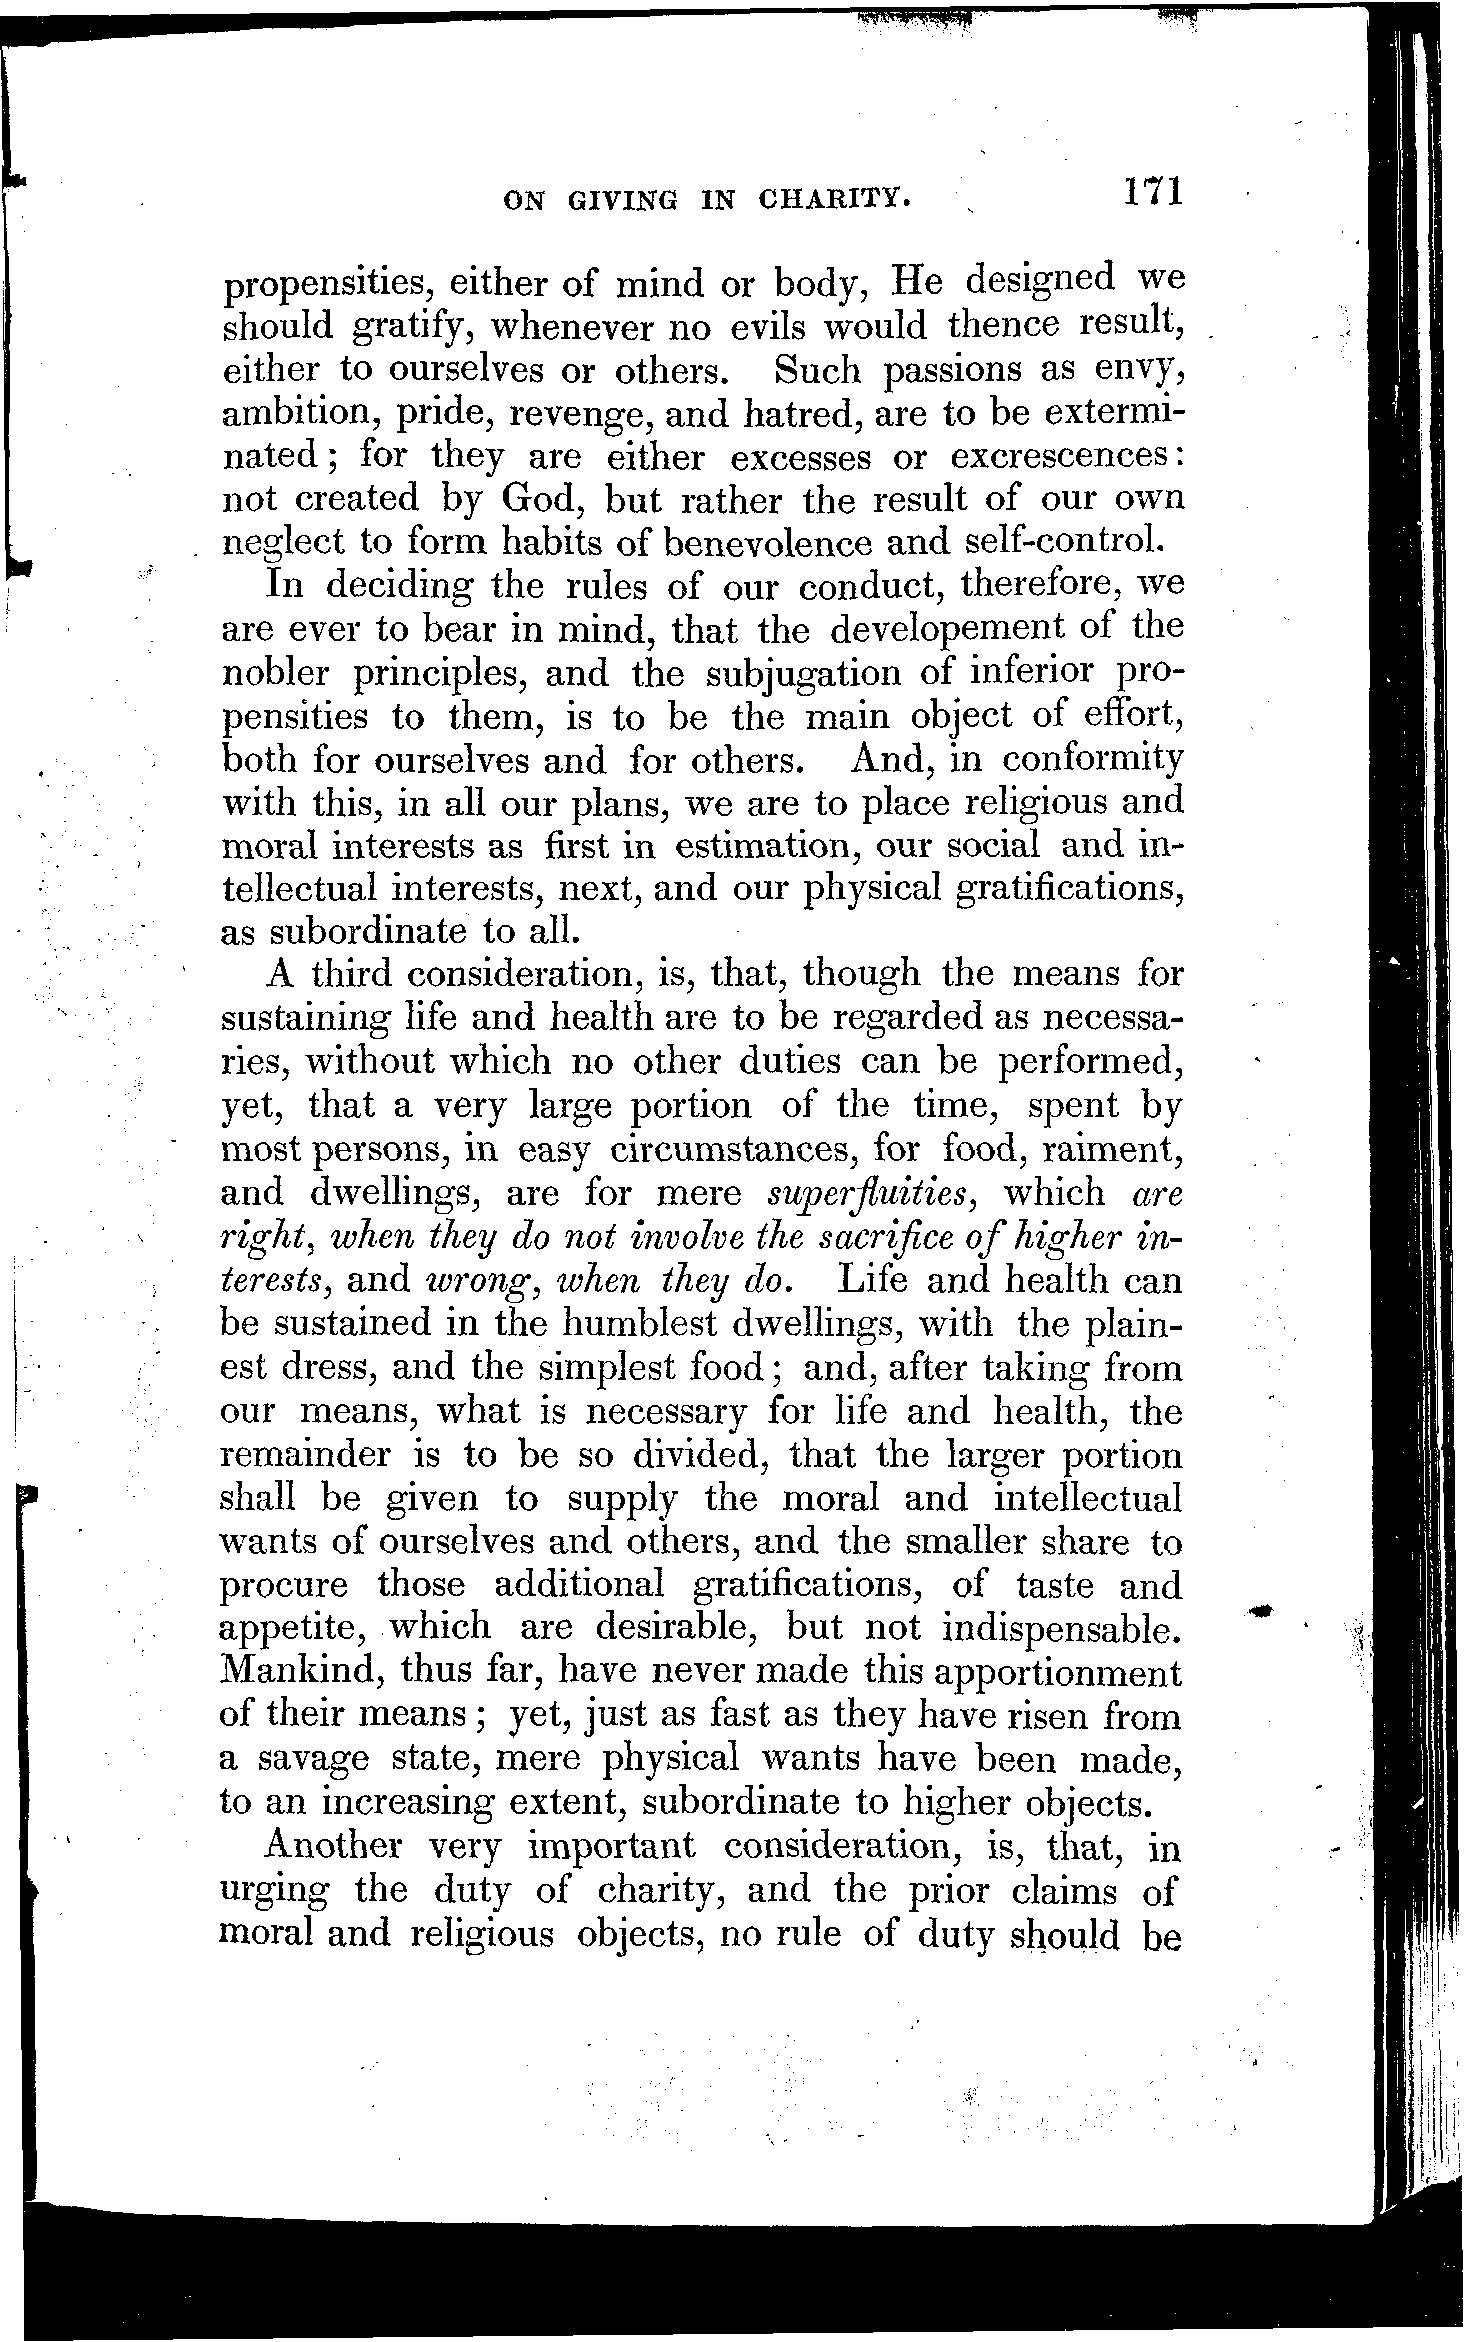 ON GIVING IN CHARITY. 171
propensities, either of mind or body, He designed we
should gratify, whenever no evils would thence result,
either to ourselves or others. Such passions as envy,
ambition, pride, revenge, and hatred, are to be extermi-
nated; for they are either excesses or excrescences:
not created by God, but rather the result of our own
neglect to form habits of benevolence and self-control.
In deciding the rules of our conduct, therefore, we
are ever to bear in mind, that the developement of the
nobler principles, and the subjugation of inferior pro-
pensities to them, is to be the main object of effort,
both for ourselves and for others. And, in conformity
with this, in all our plans, we are to place religious and
moral interests as first in estimation, our social and in-
tellectual interests, next, and our physical gratifications,
as subordinate to all.
A third consideration, is, that, though the means for
sustaining life and health are to be regarded as necessa-
ries, without which no other duties can be performed,
yet, that a very large portion of the time, spent by
most persons, in easy circumstances, for food, raiment,
and dwellings, are for mere superfluities, which are
right, when they do not involve the sacrifice of higher in-
terests, and wrong, when they do. Life and health can
be sustained in the humblest dwellings, with the plain-
est dress, and the simplest food; and, after taking from
our means, what is necessary for life and health, the
remainder is to be so divided, that the larger portion
shall be given to supply the moral and intellectual
wants of ourselves and others, and the smaller share to
procure those additional gratifications, of taste and
appetite, which are desirable, but not indispensable.
Mankind, thus far, have never made this apportionment
of their means; yet, just as fast as they have risen from
a savage state, mere physical wants have been made,
to an increasing extent, subordinate to higher objects.
Another very important consideration, is, that, in
urging the duty of charity, and the prior claims of
moral and religious objects, no rule of duty should be